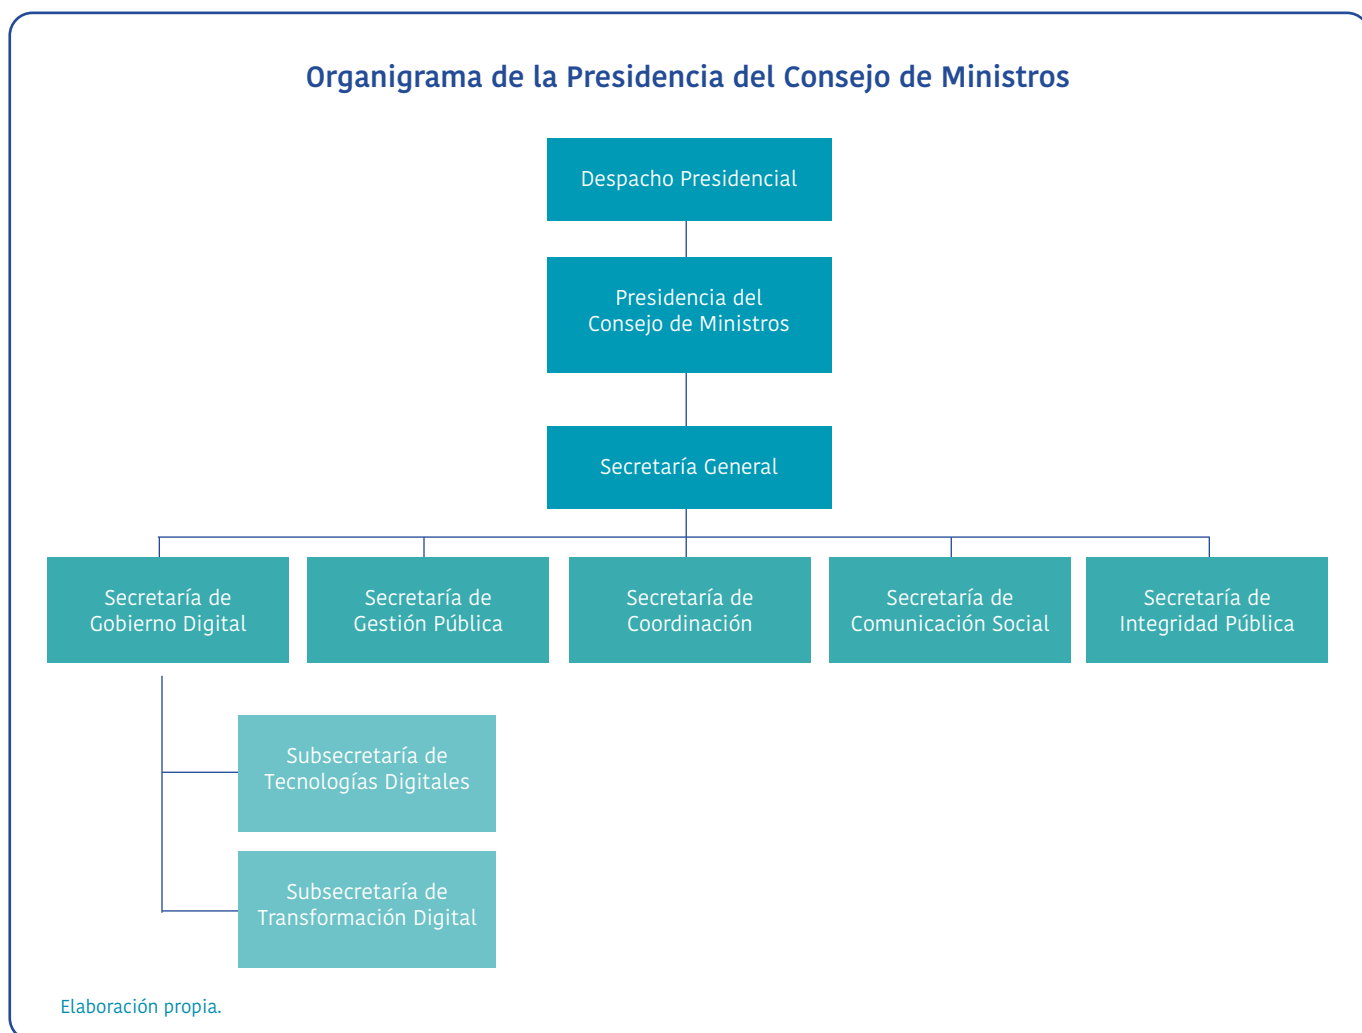 Organigrama de la Presidencia del Consejo de Ministros
Despacho Presidencial
Presidencia del
Consejo de Ministros
Secretaría General
Secretaría de
Gobierno Digital
Secretaría de
Gestión Pública
Secretaría de
Coordinación
Secretaría de
Comunicación Social
Secretaría de
Integridad Pública
Subsecretaría de
Tecnologías Digitales
Subsecretaría de
Transformación Digital
Elaboración propia.